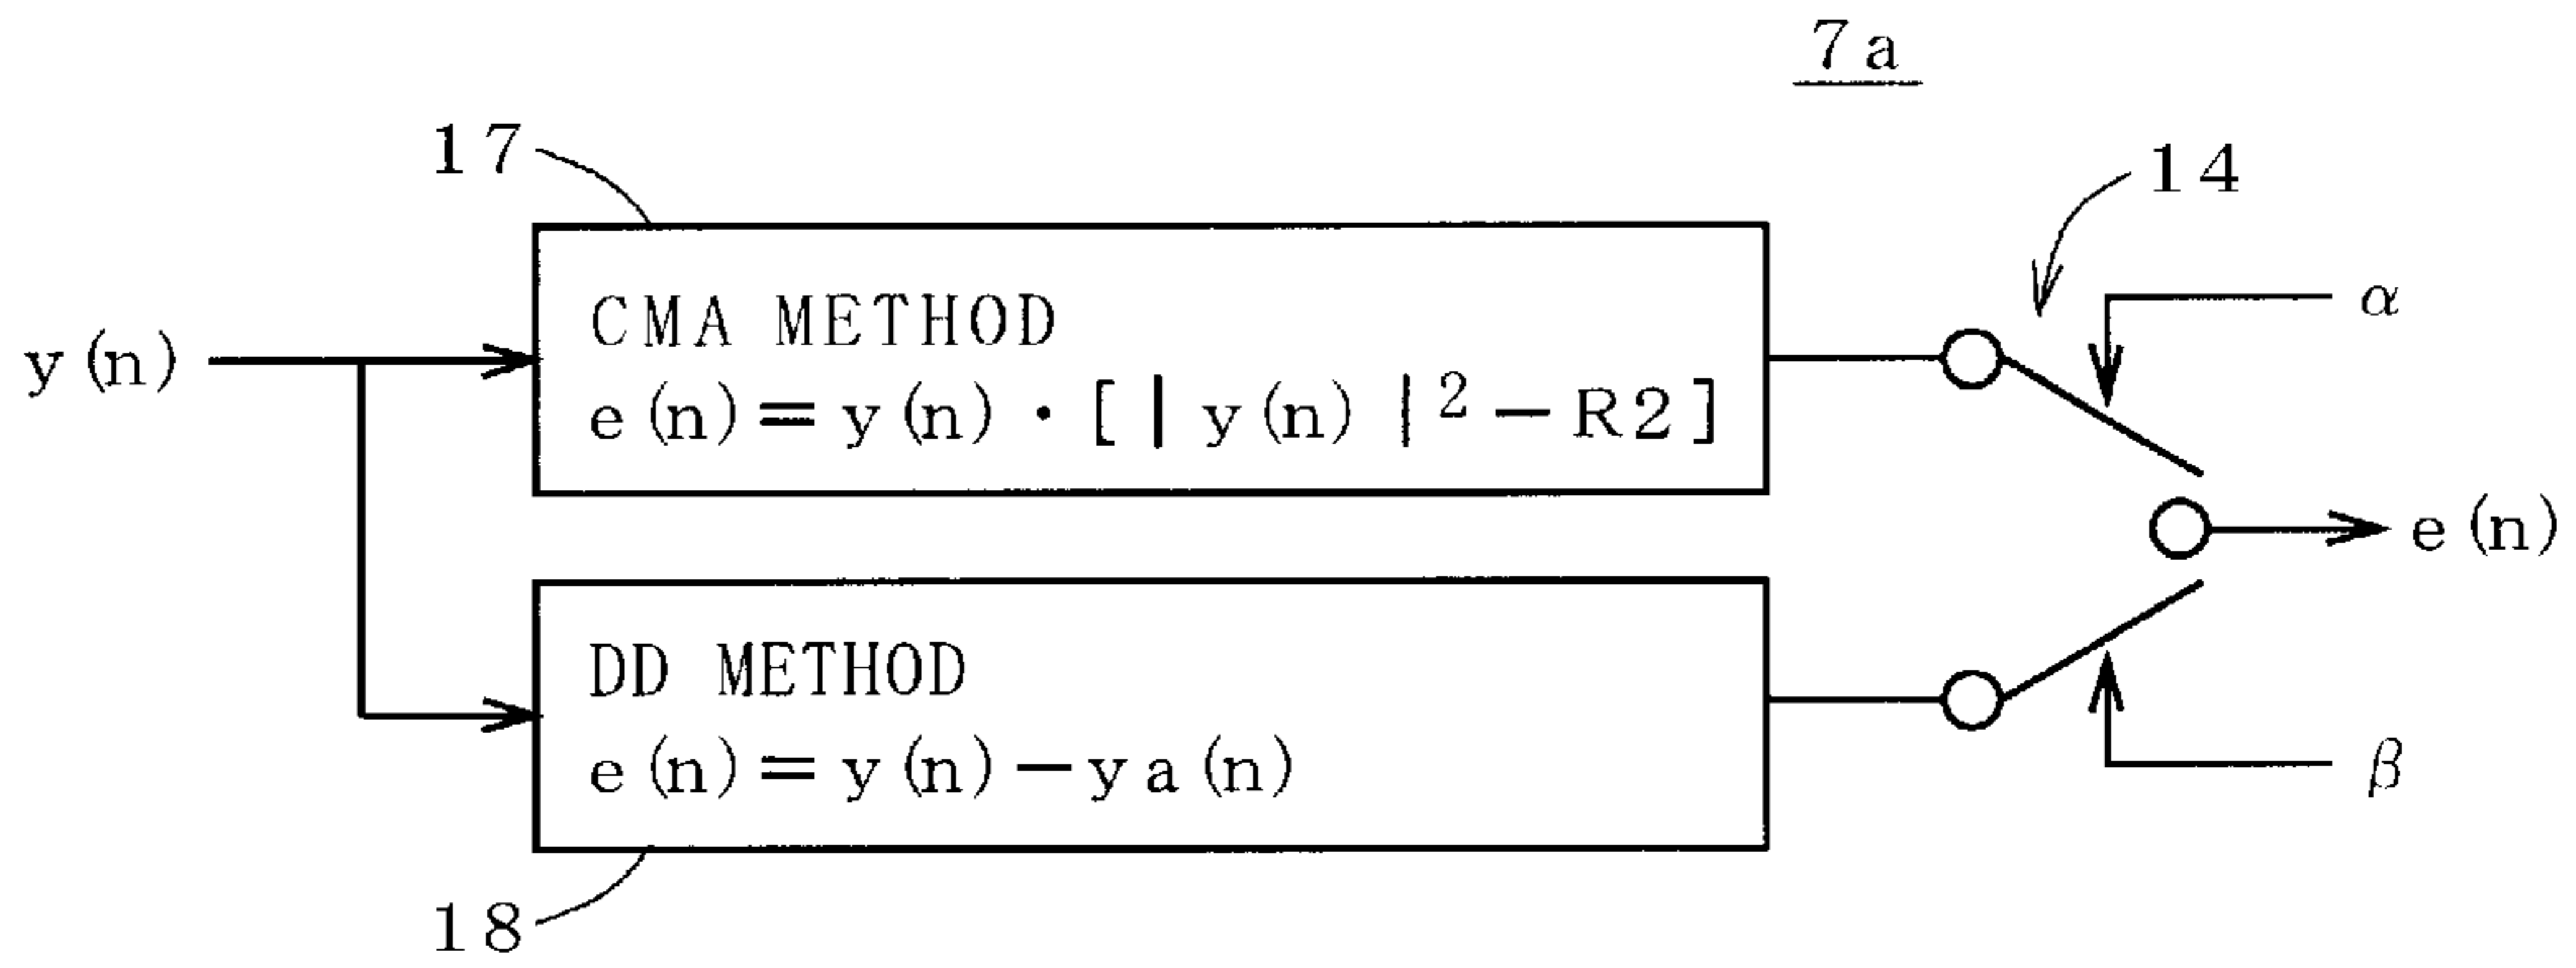 7a
17
14
CMA METHOD
α
y(n)
e(n)=y(n)·[|y(n)|²-R2]
e(n)
DD METHOD
e(n)=y(n)-ya(n)
β
18